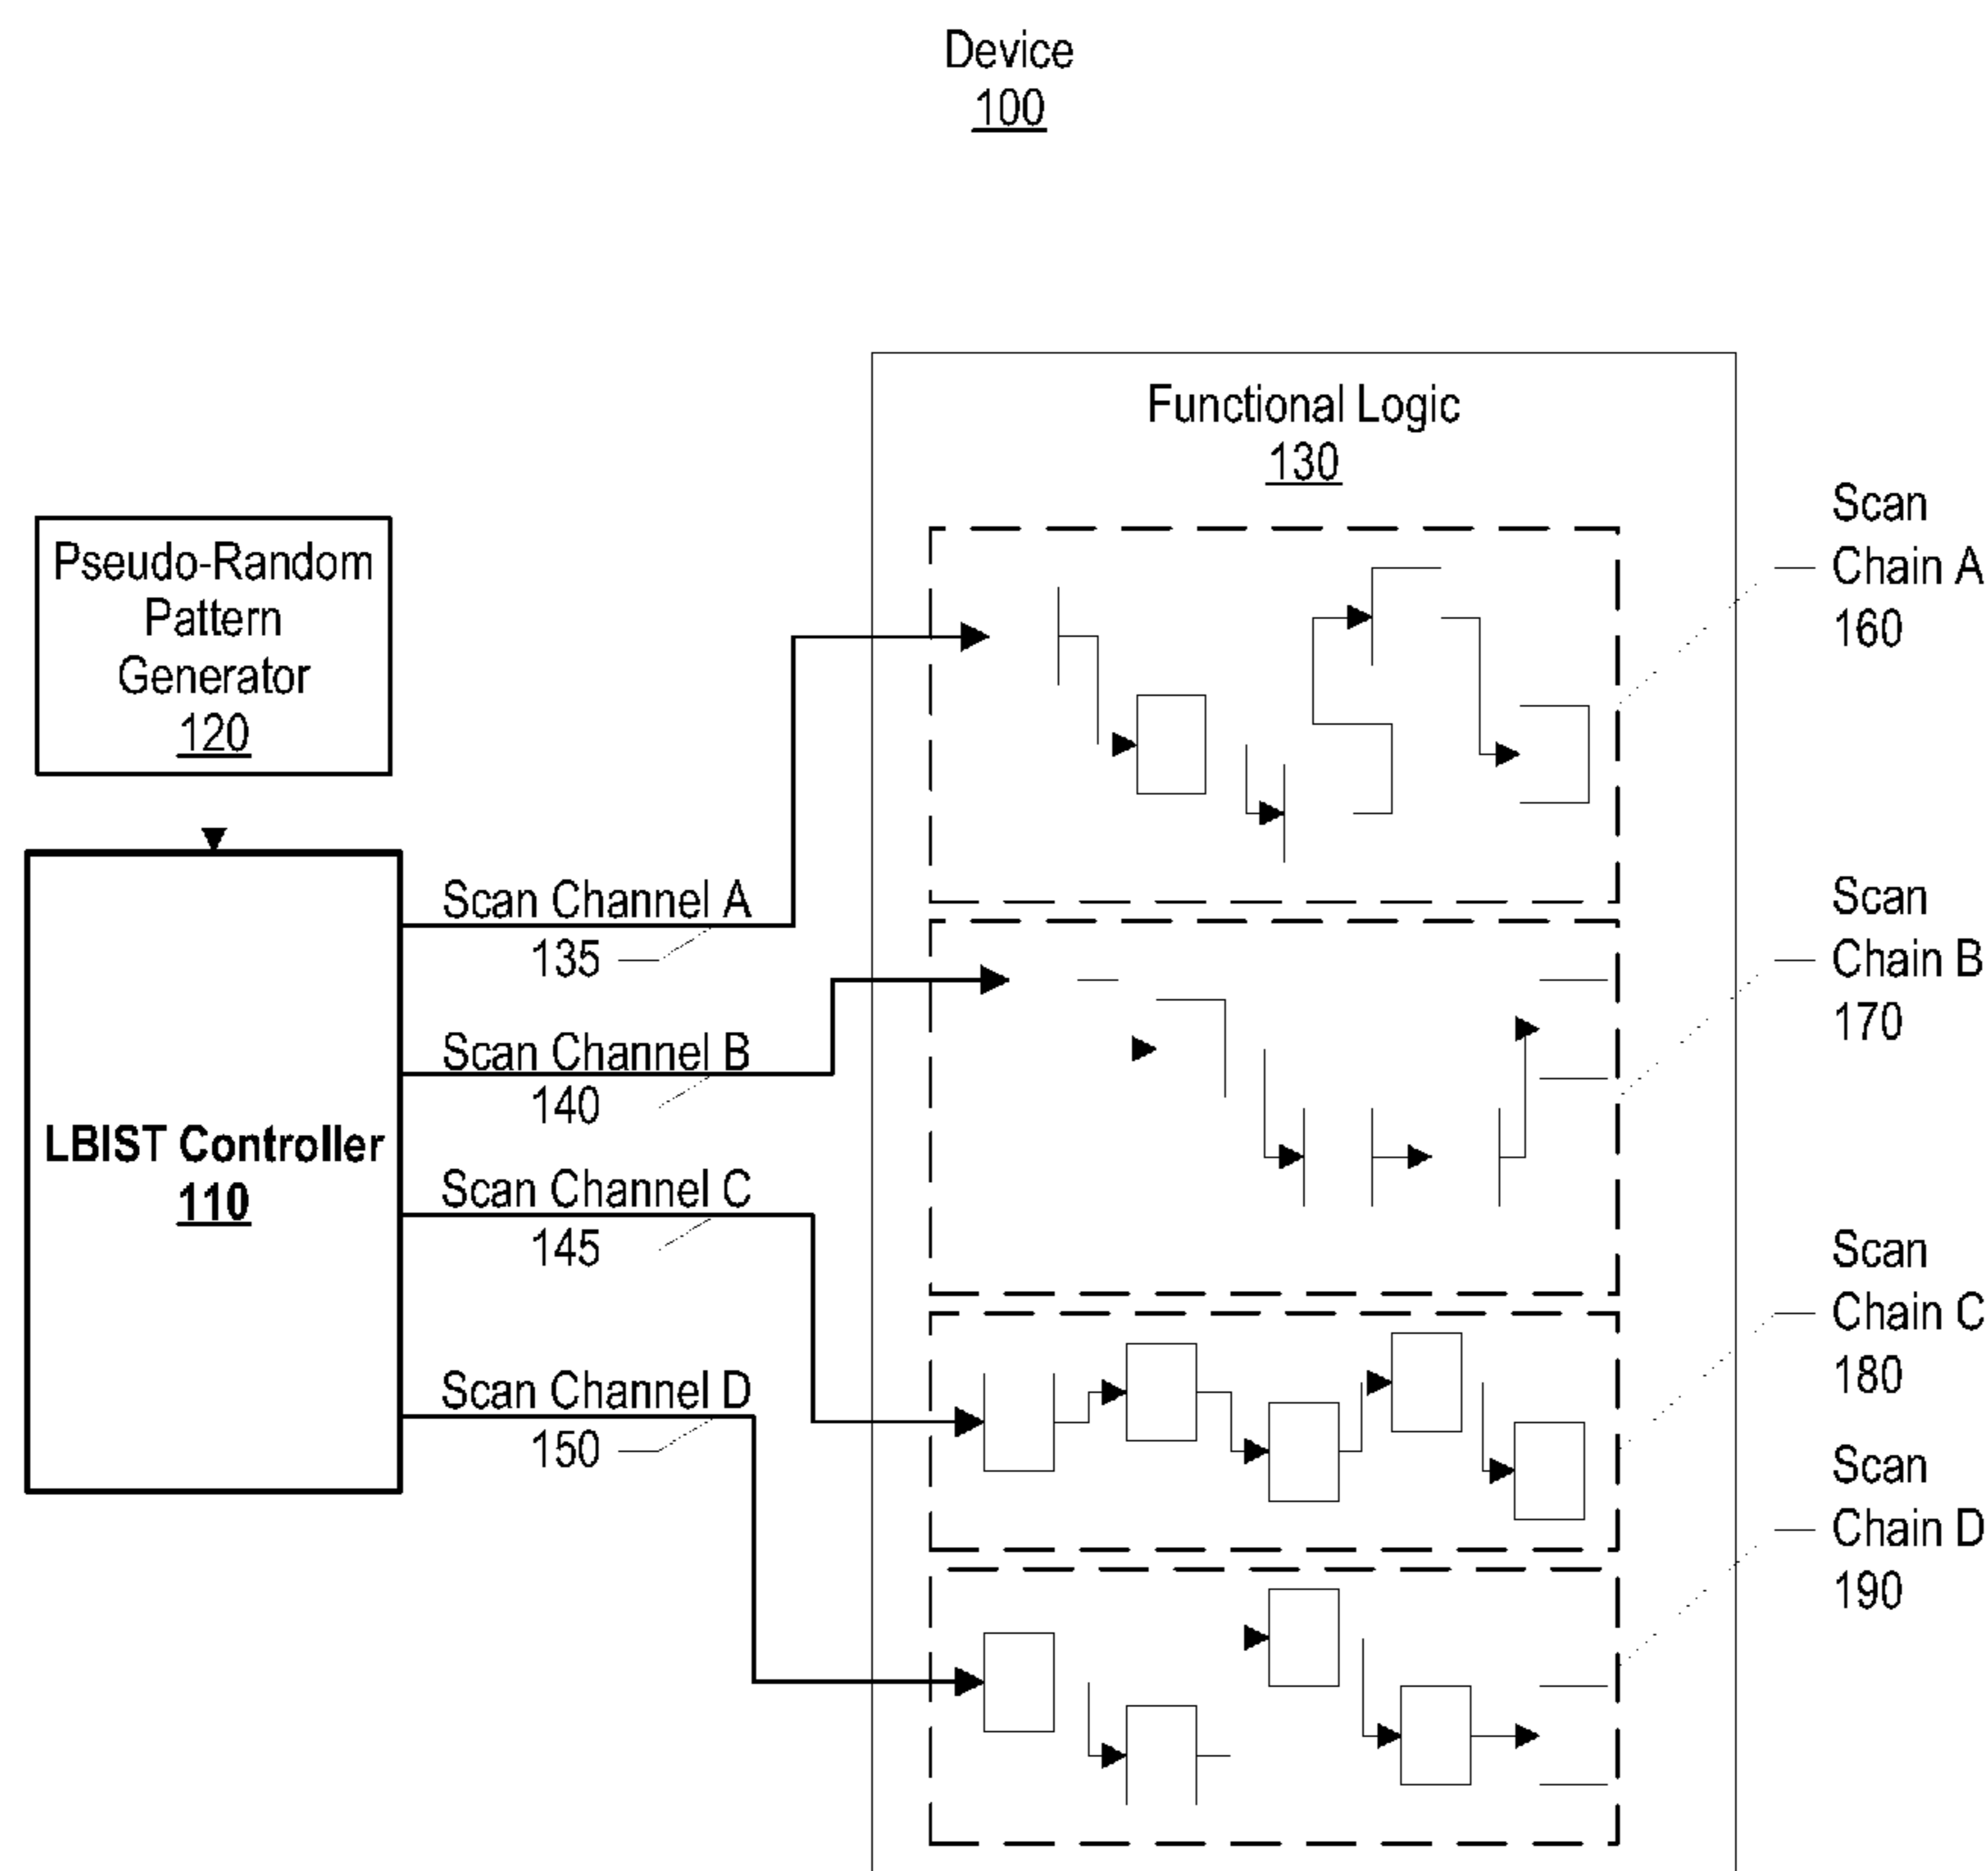 Device
100
Functional Logic
130
Pseudo-Random
Pattern
Generator
120
LBIST Controller
110
Scan Channel A
135
Scan Channel B
140
Scan Channel C
145
Scan Channel D
150
Scan
Chain A
160
Scan
Chain B
170
Scan
Chain C
180
Scan
Chain D
190